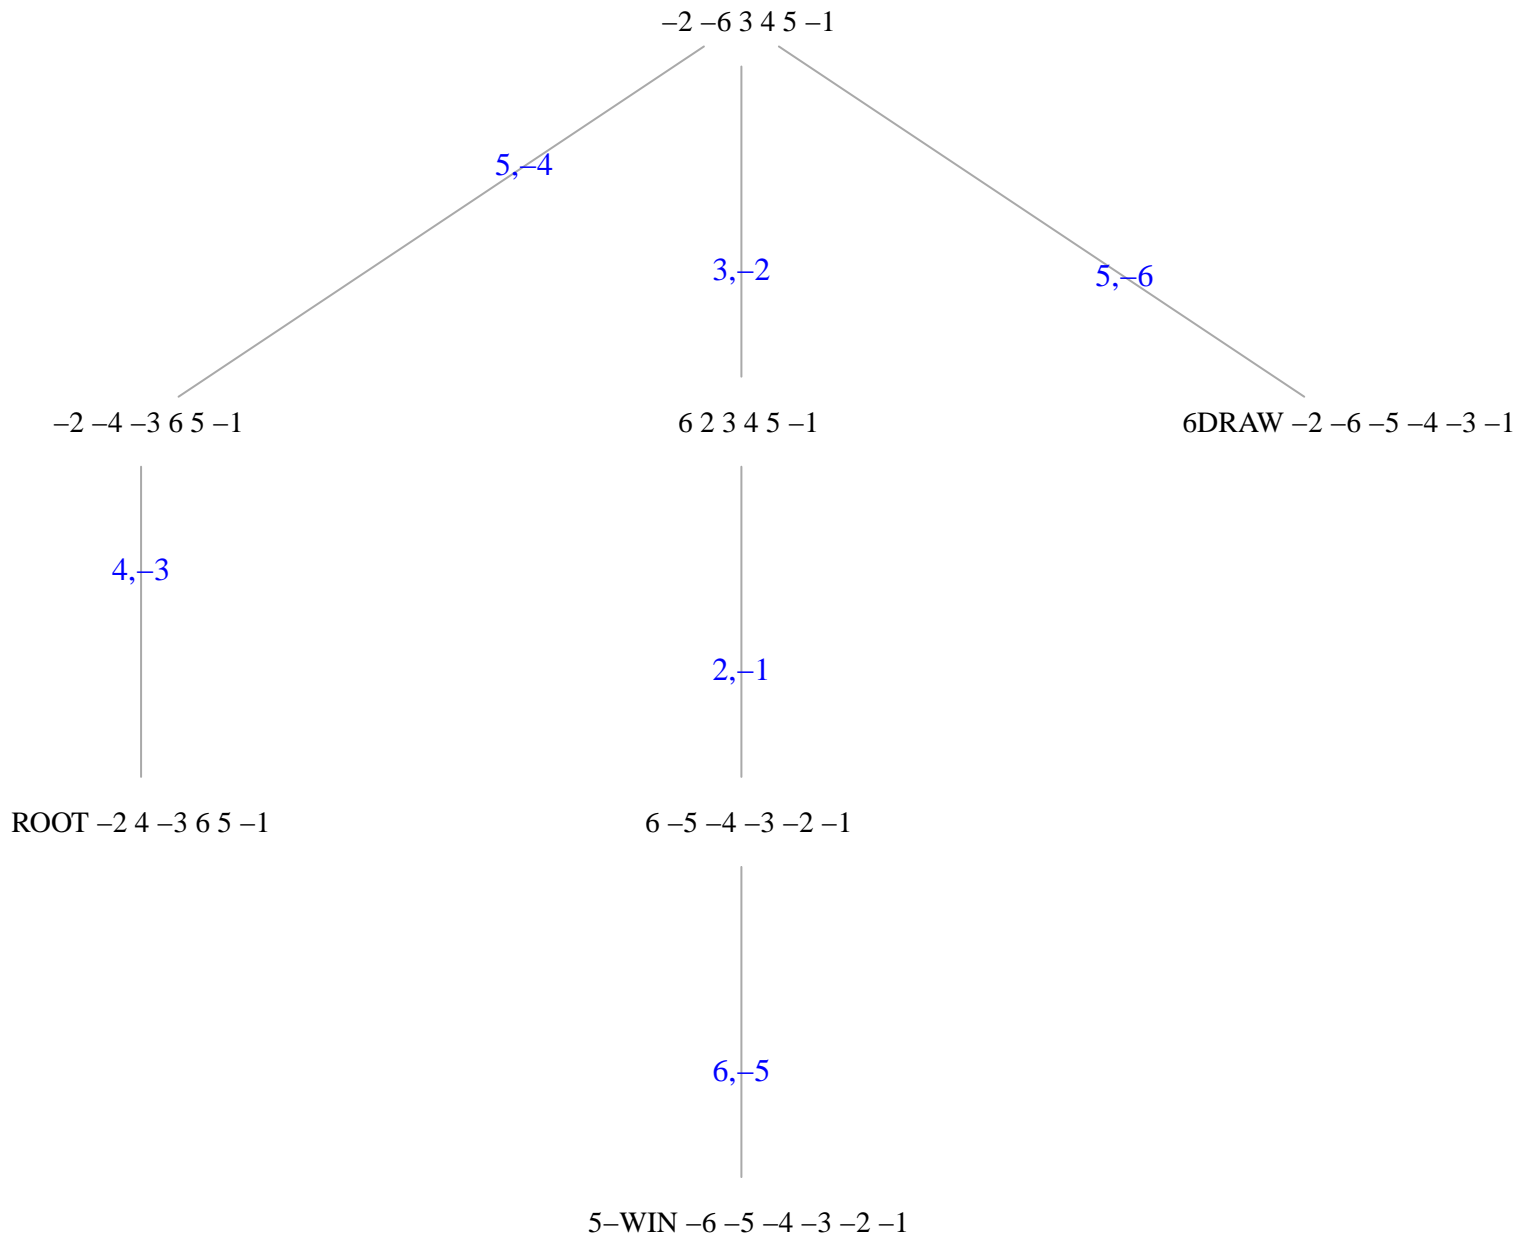 –2 –6 3 4 5 –1
5,–4
3,–2
5,–6
–2 –4 –3 6 5 –1
6 2 3 4 5 –1
6DRAW –2 –6 –5 –4 –3 –1
4,–3
2,–1
ROOT –2 4 –3 6 5 –1
6 –5 –4 –3 –2 –1
6,–5
5–WIN –6 –5 –4 –3 –2 –1